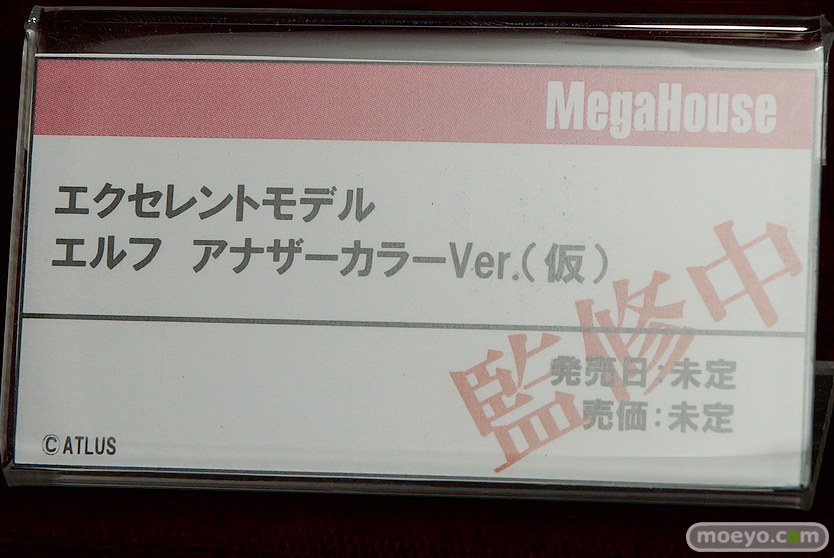 MegaHouse
エクセレントモデル
エルフ アナザーカラーVer.(仮)
監修中
発売日:未定
売価:未定
©ATLUS
moeyo.com